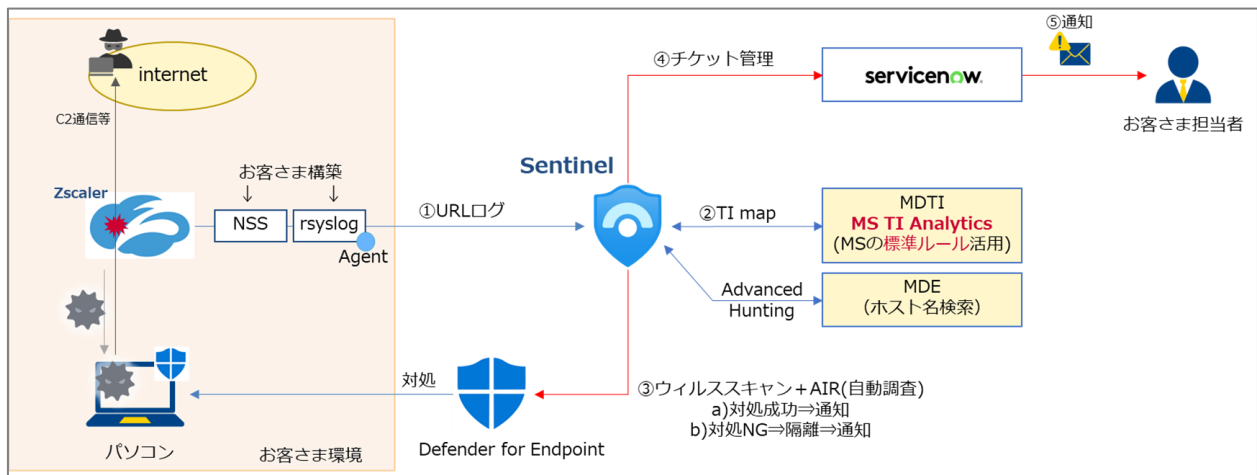 internet
C2通信等
Zscaler
お客さま構築
↓ ↓
NSS
rsyslog
Agent
①URLログ
Sentinel
④チケット管理
servicenow
⑤通知
お客さま担当者
②TI map
MDTI
MS TI Analytics
(MSの標準ルール活用)
Advanced
Hunting
MDE
(ホスト名検索)
対処
Defender for Endpoint
③ウィルススキャン+AIR(自動調査)
a)対処成功⇒通知
b)対処NG⇒隔離⇒通知
パソコン
お客さま環境